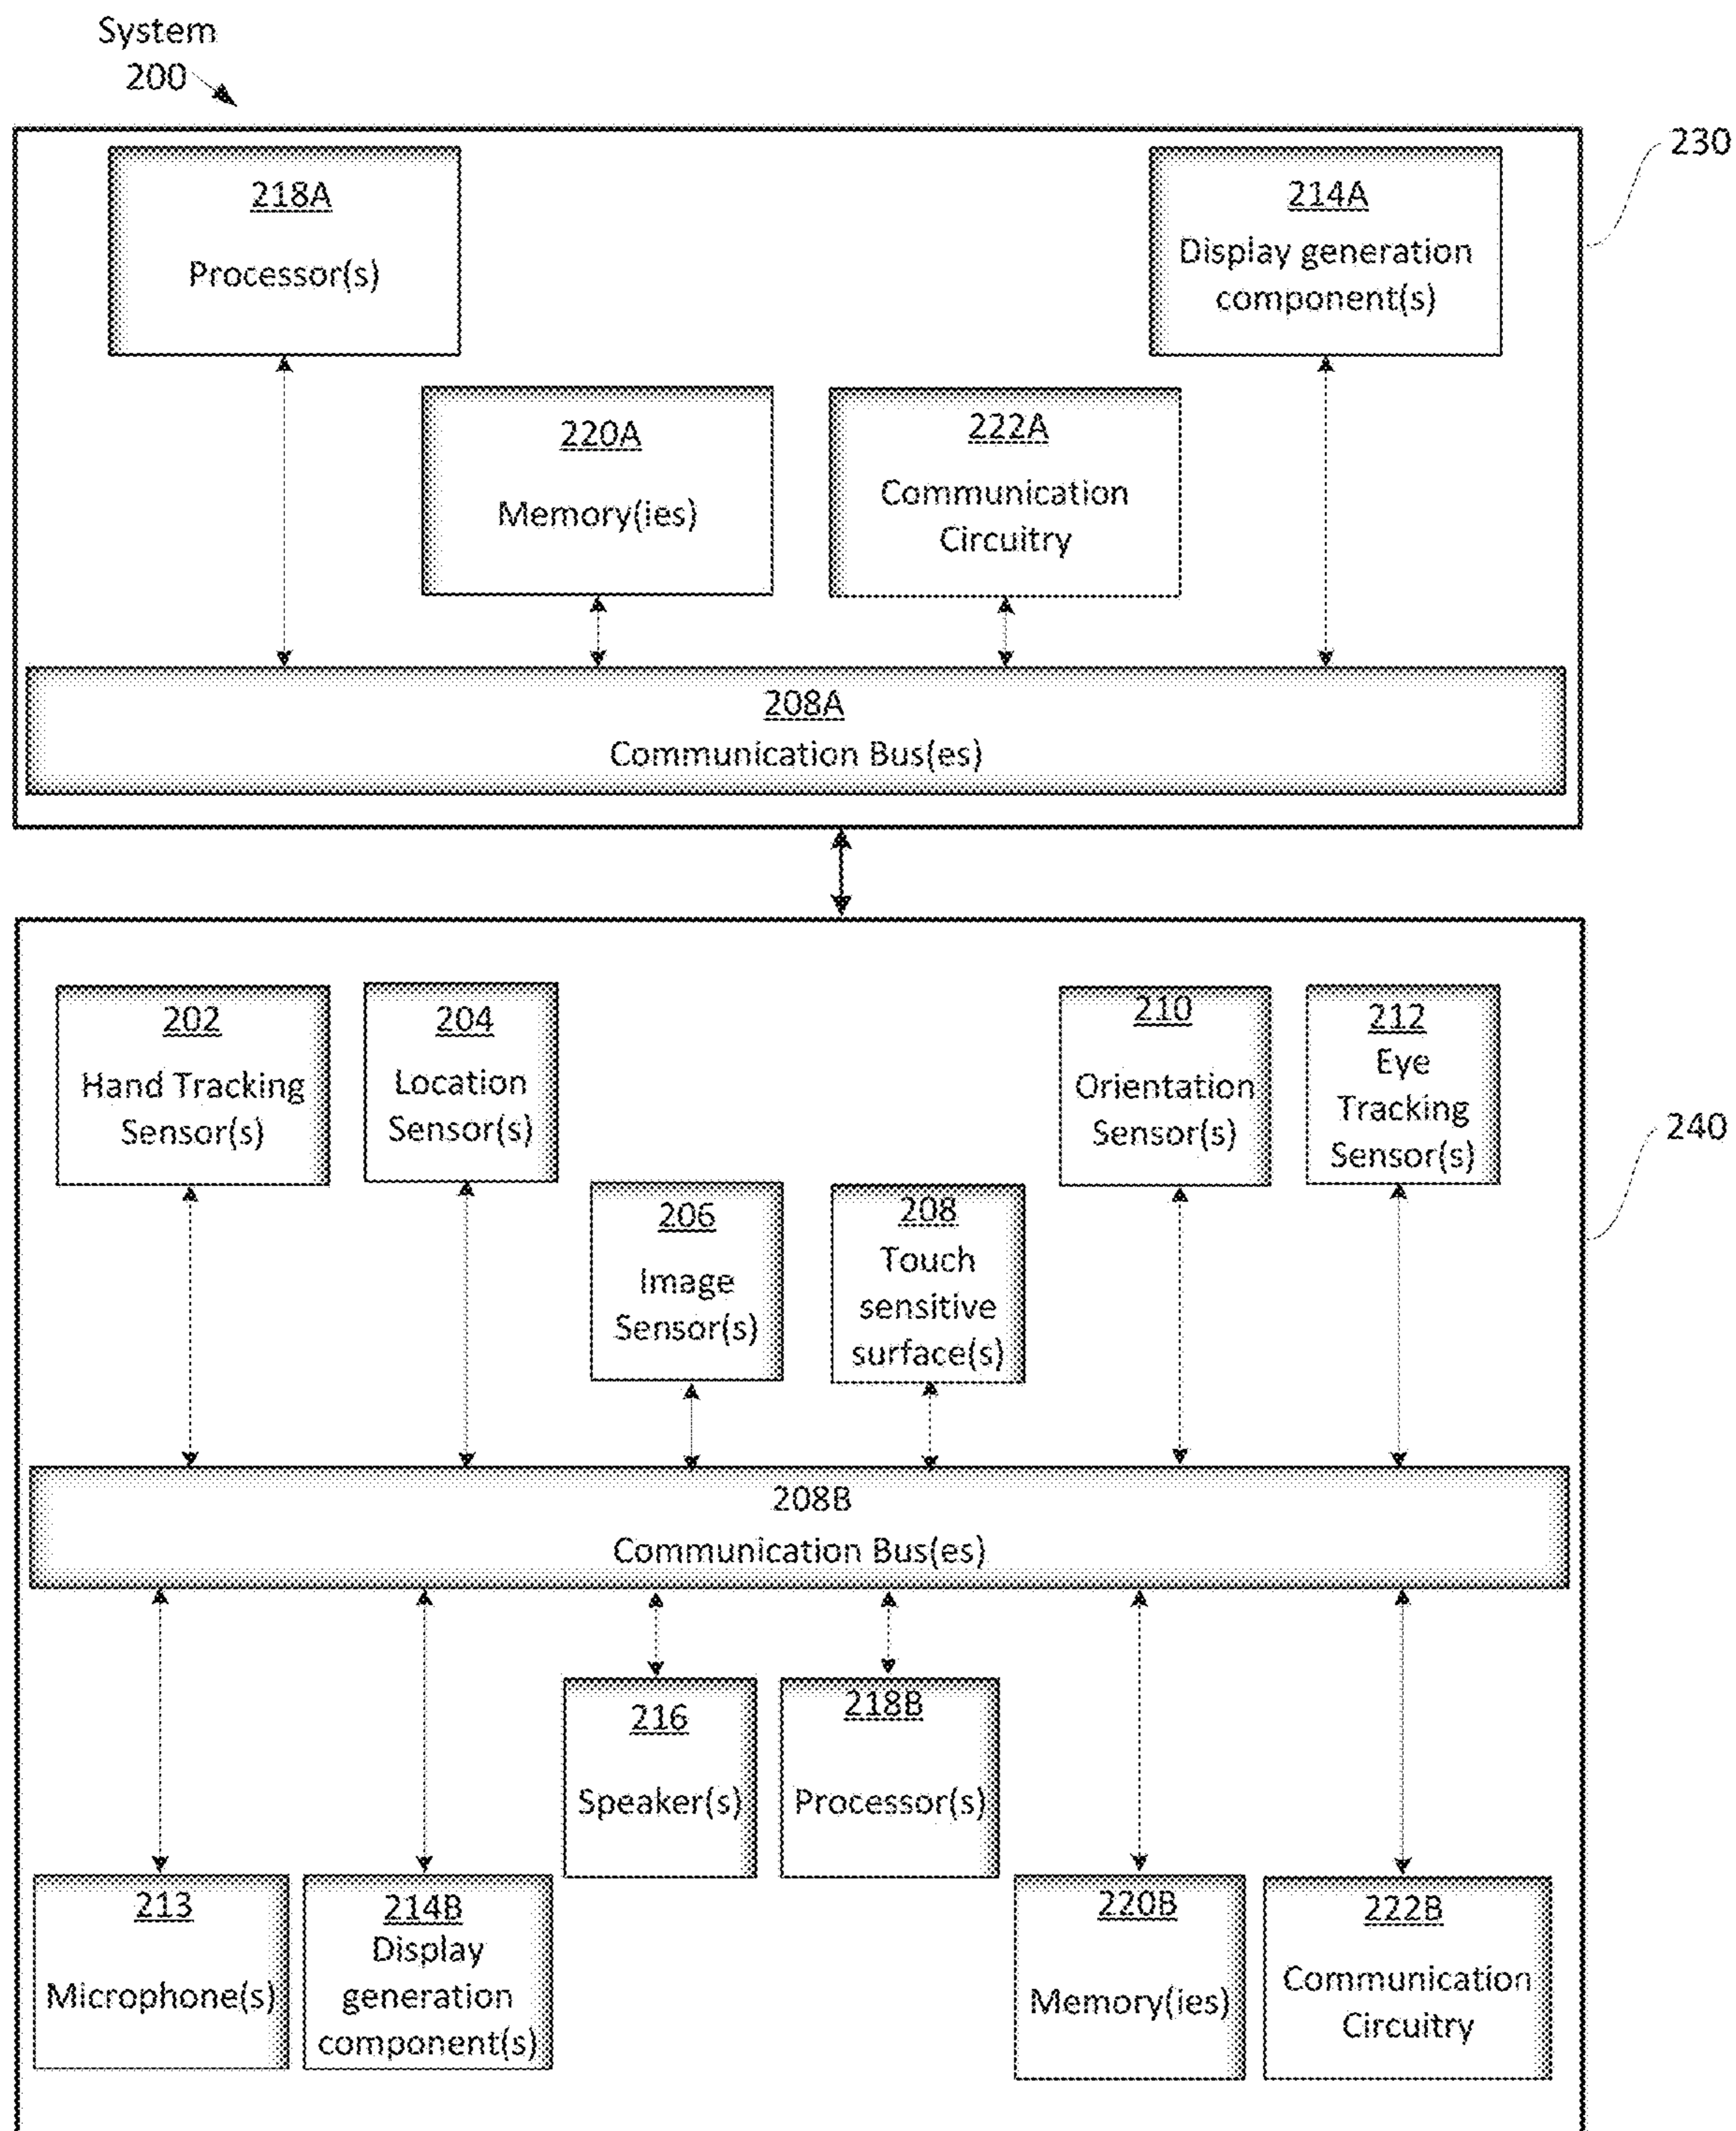 System
200
230
218A
Processor(s)
214A
Display generation
component(s)
220A
Memory(ies)
222A
Communication
Circuitry
208A
Communication Bus(es)
202
Hand Tracking
Sensor(s)
204
Location
Sensor(s)
210
Orientation
Sensor(s)
212
Eye
Tracking
Sensor(s)
240
206
Image
Sensor(s)
208
Touch
sensitive
surface(s)
208B
Communication Bus(es)
216
Speaker(s)
218B
Processor(s)
213
Microphone(s)
214B
Display
generation
component(s)
220B
Memory(ies)
222B
Communication
Circuitry